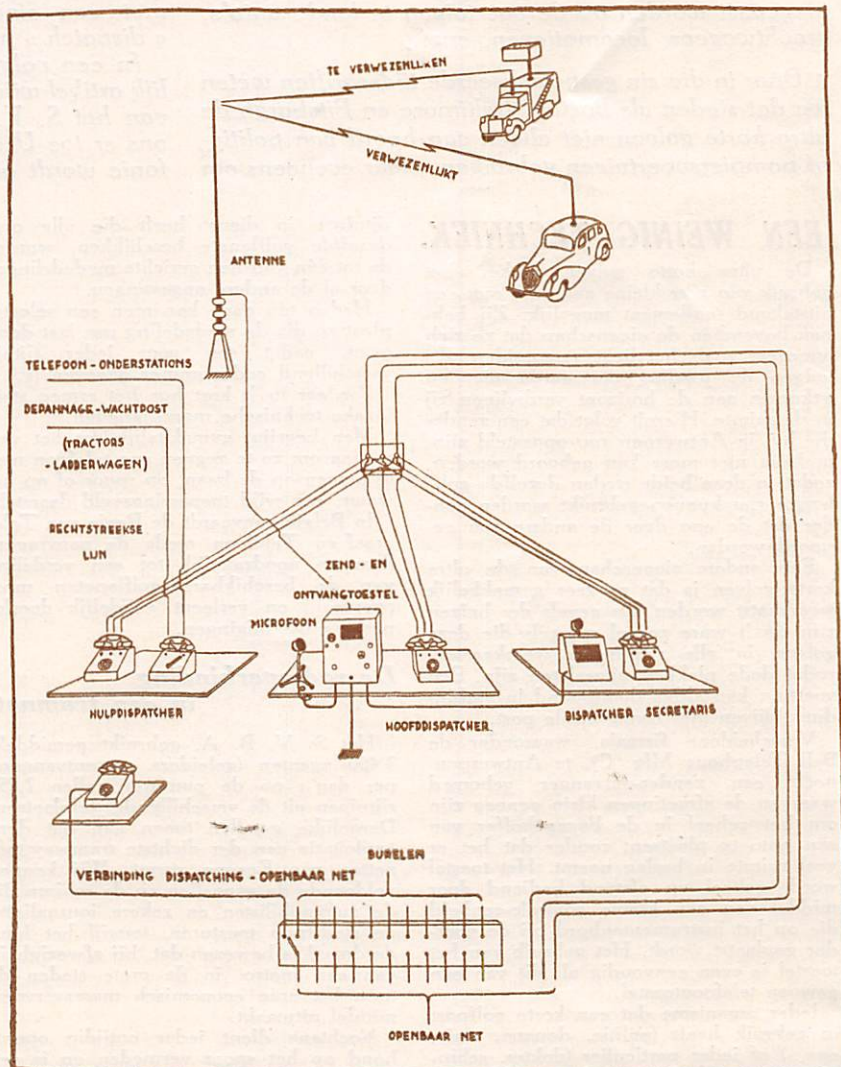 TE VERWEZENLIJKEN
VERWEZENLIJKT
ANTENNE
TELEFOON - ONDERSTATIONS
DEPANNAGE - WACHTPOST
(TRACTORS
- LADDERWAGEN)
RECHTSTREEKSE
LIJN
ZEND - EN
ONTVANGTOESTEL
MICROFOON
HULPDISPATCHER
HOOFDDISPATCHER
DISPATCHER SECRETARIS
VERBINDING DISPATCHING - OPENBAAR NET
BURELEN
OPENBAAR NET